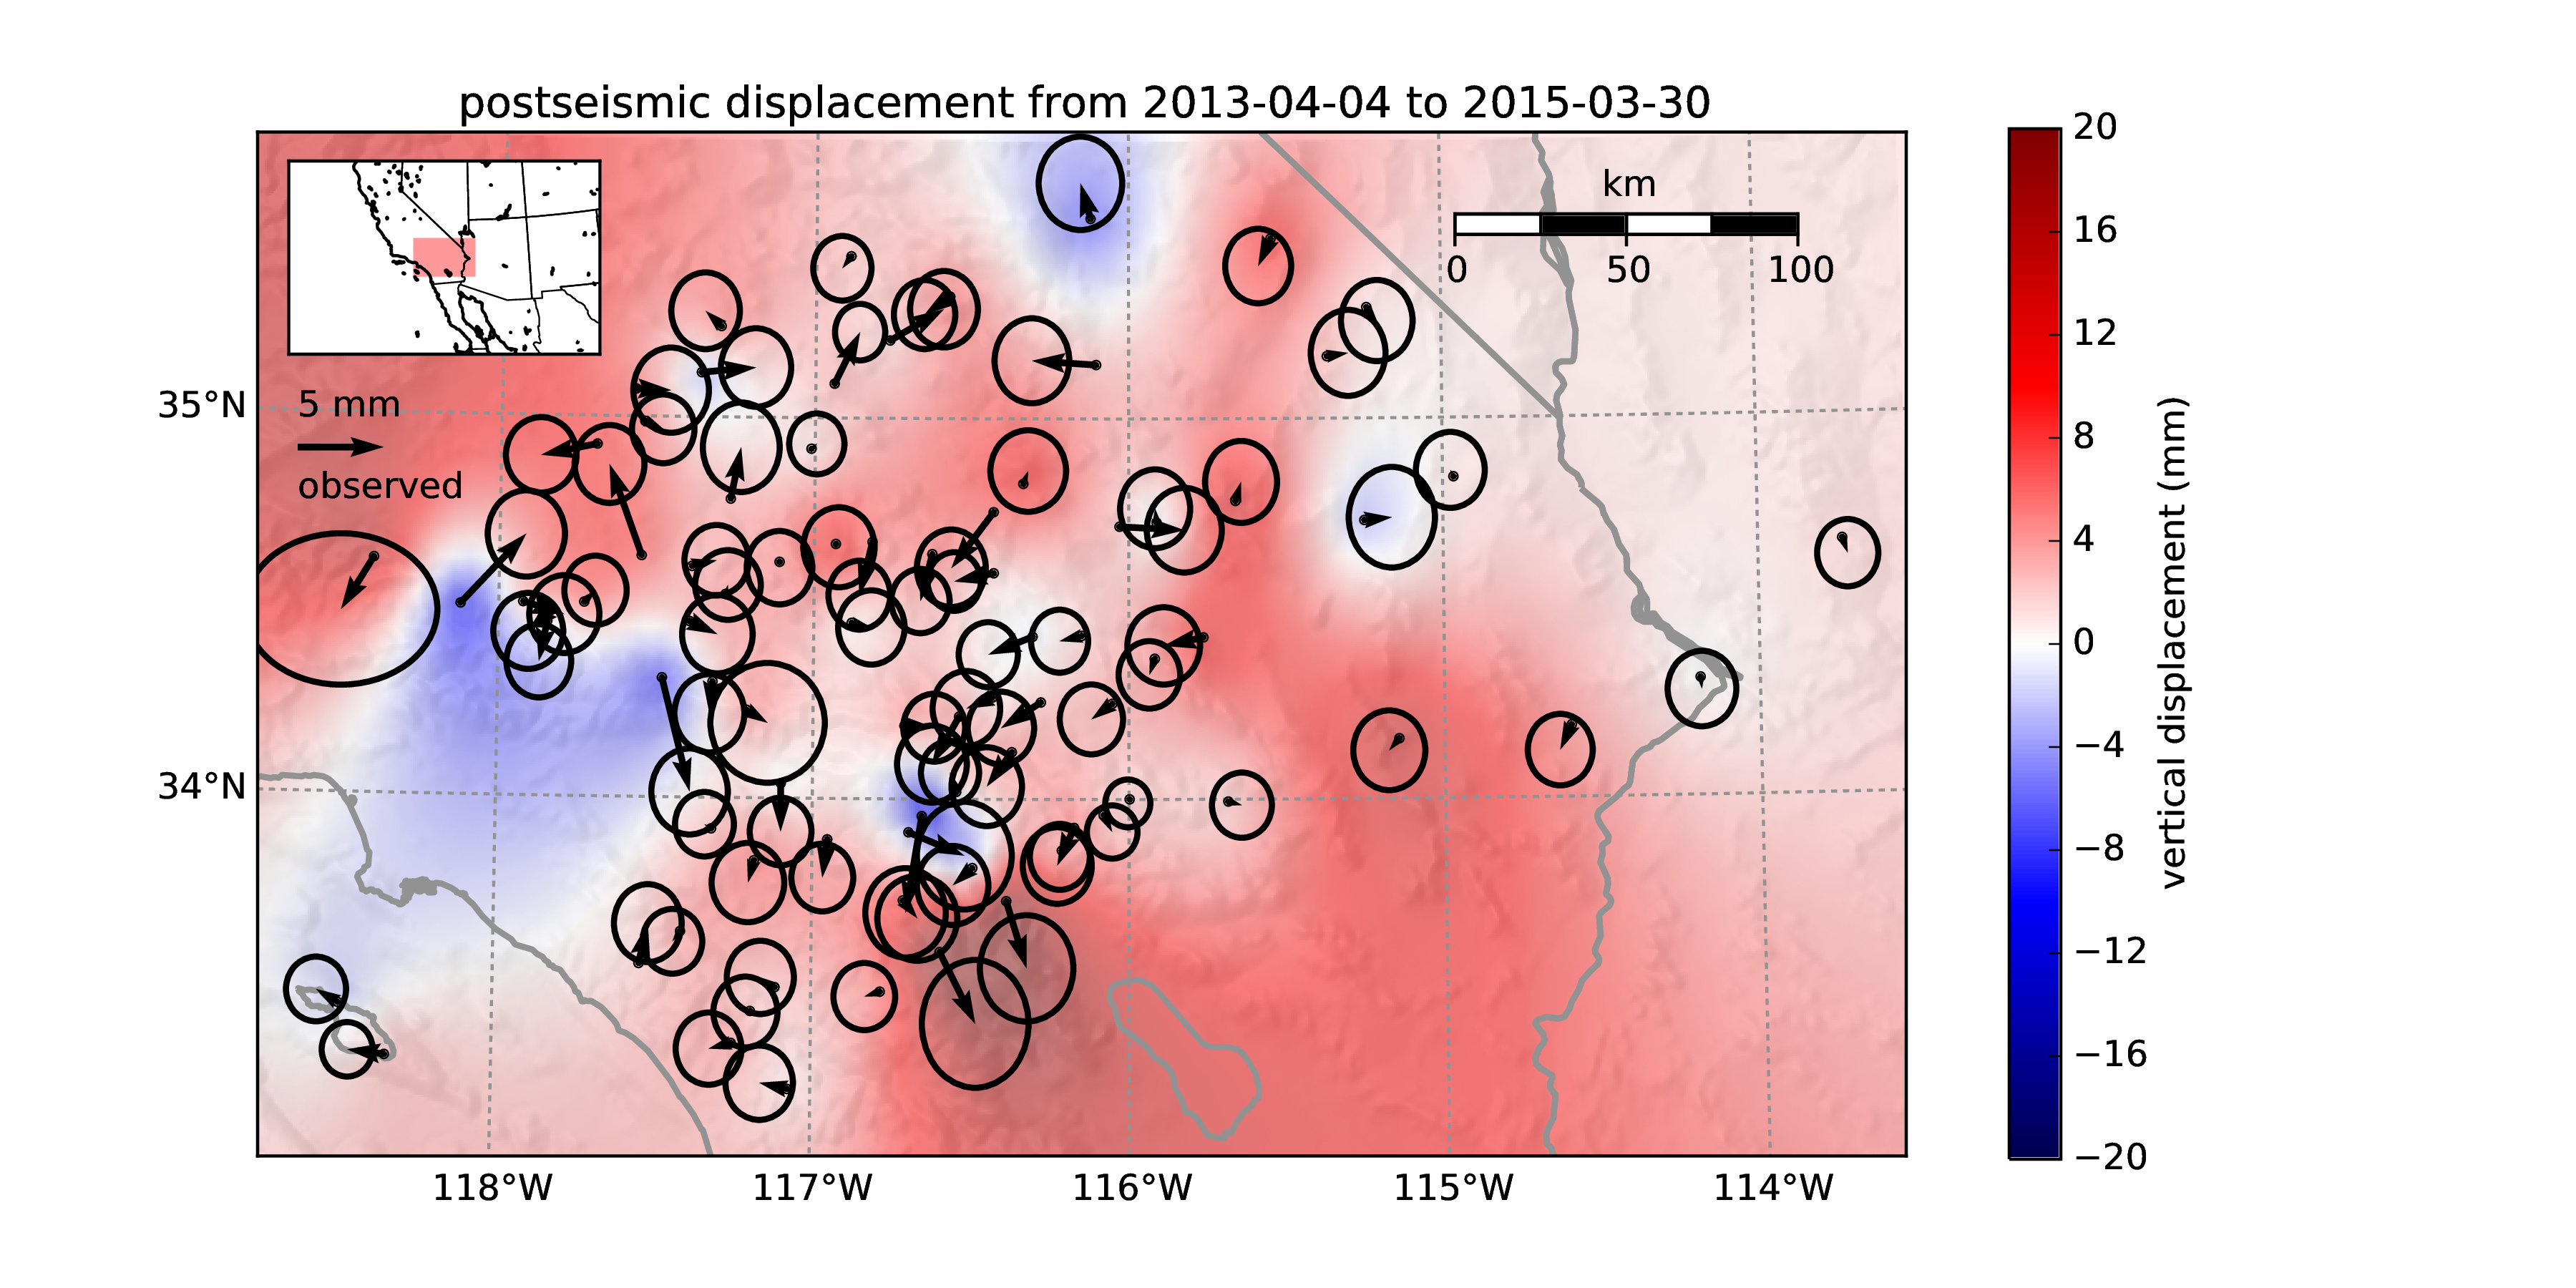 postseismic displacement from 2013-04-04 to 2015-03-30
km
0 50 100
5 mm
observed
35°N
34°N
118°W 117°W 116°W 115°W 114°W
20
16
12
8
4
0
−4
−8
−12
−16
−20
vertical displacement (mm)